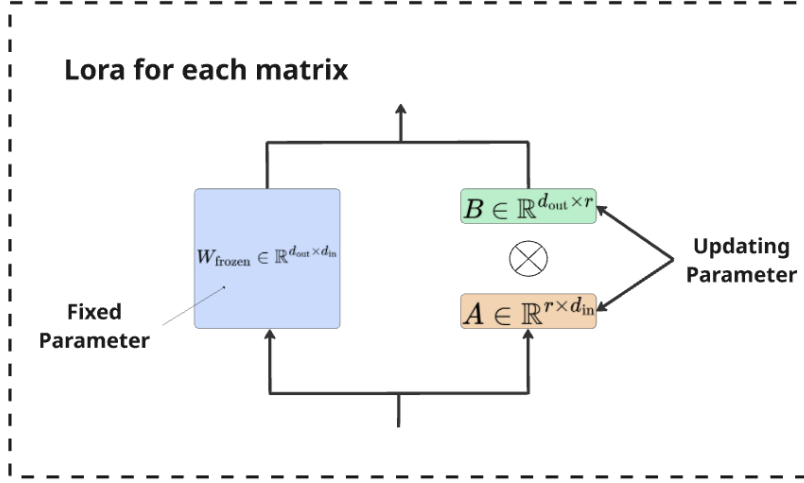 Lora for each matrix
B ∈ ℝ^{d_out × r}
W_frozen ∈ ℝ^{d_out × d_in}
Updating
Parameter
A ∈ ℝ^{r × d_in}
Fixed
Parameter